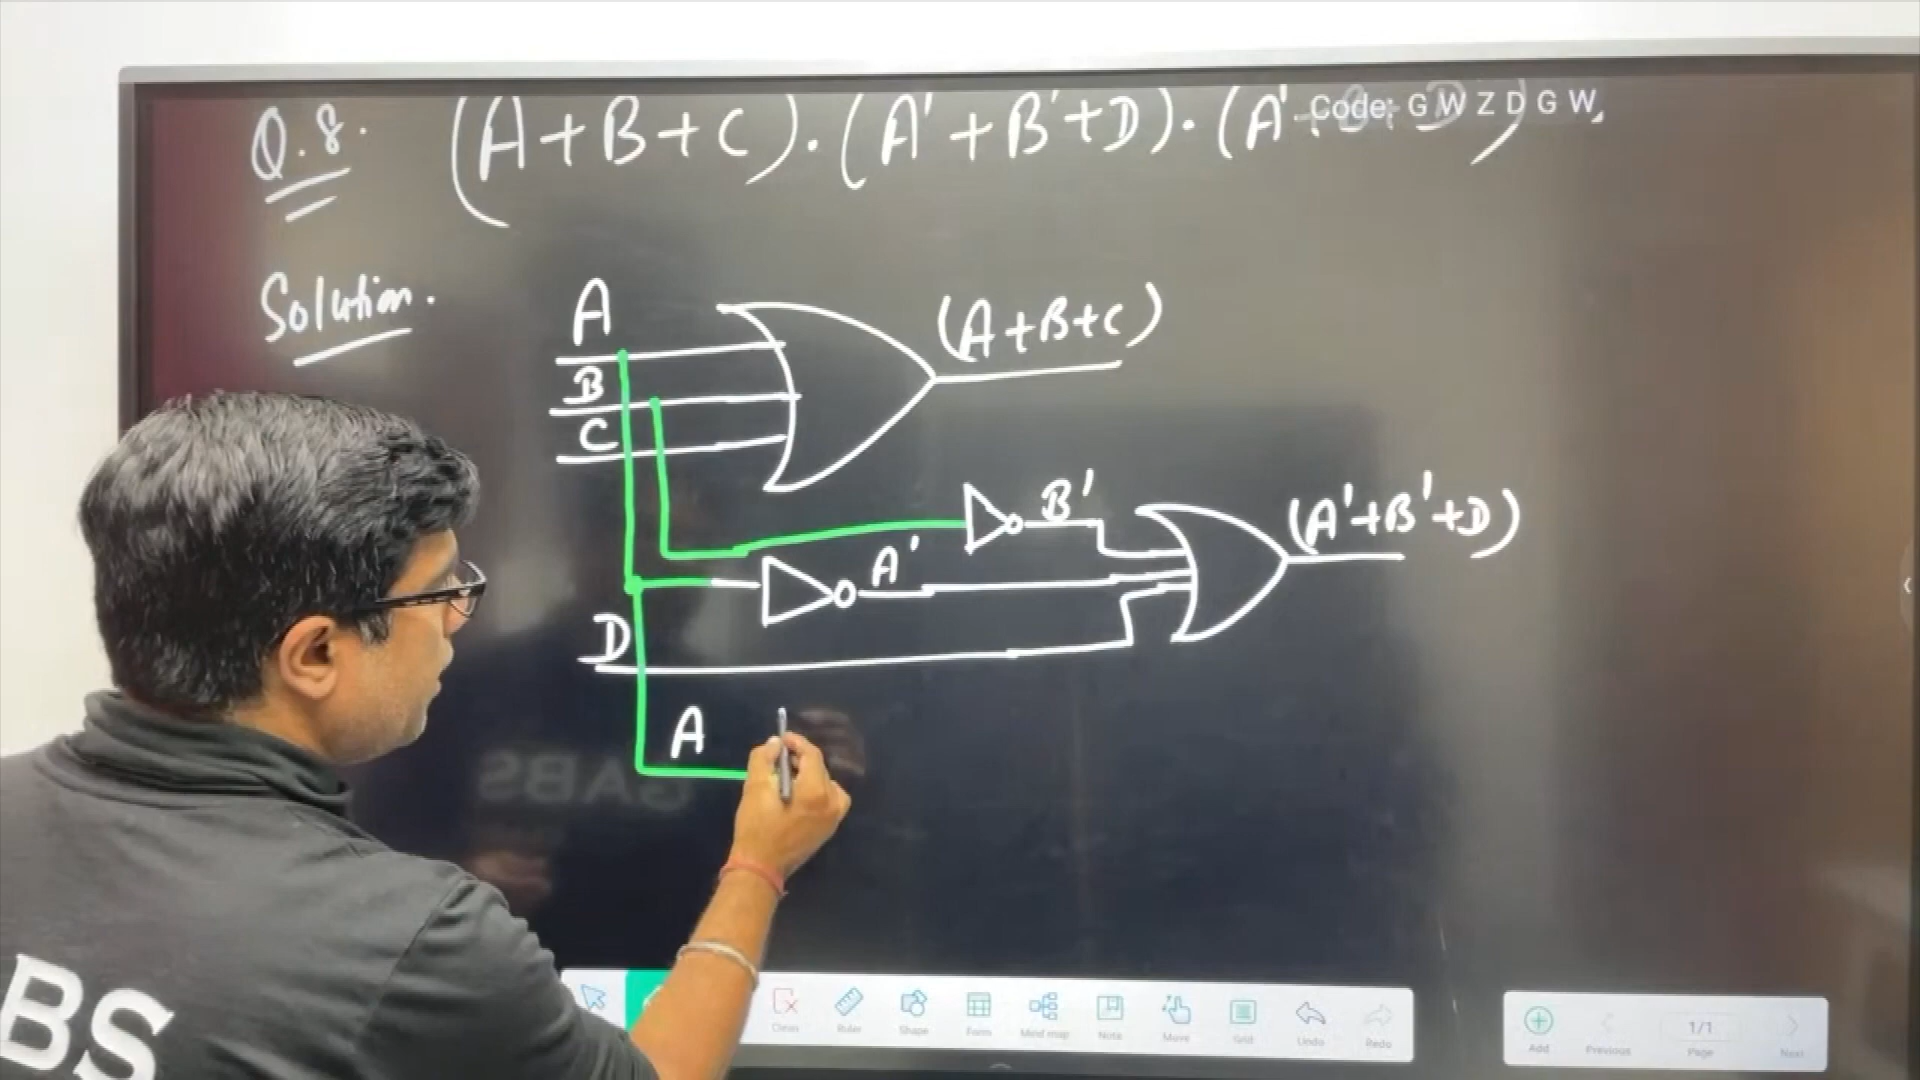 Q.8. (A+B+C).(A'+B'+D).(A'
Code: G W Z D G W,
Solution.
A
(A+B+C)
B
C
B'
(A'+B'+D)
A'
D
A
GABS
BS
Clean Ruler Shape Form Mind map Note Move Grid Undo Redo
Add Previous 1/1 Page Next